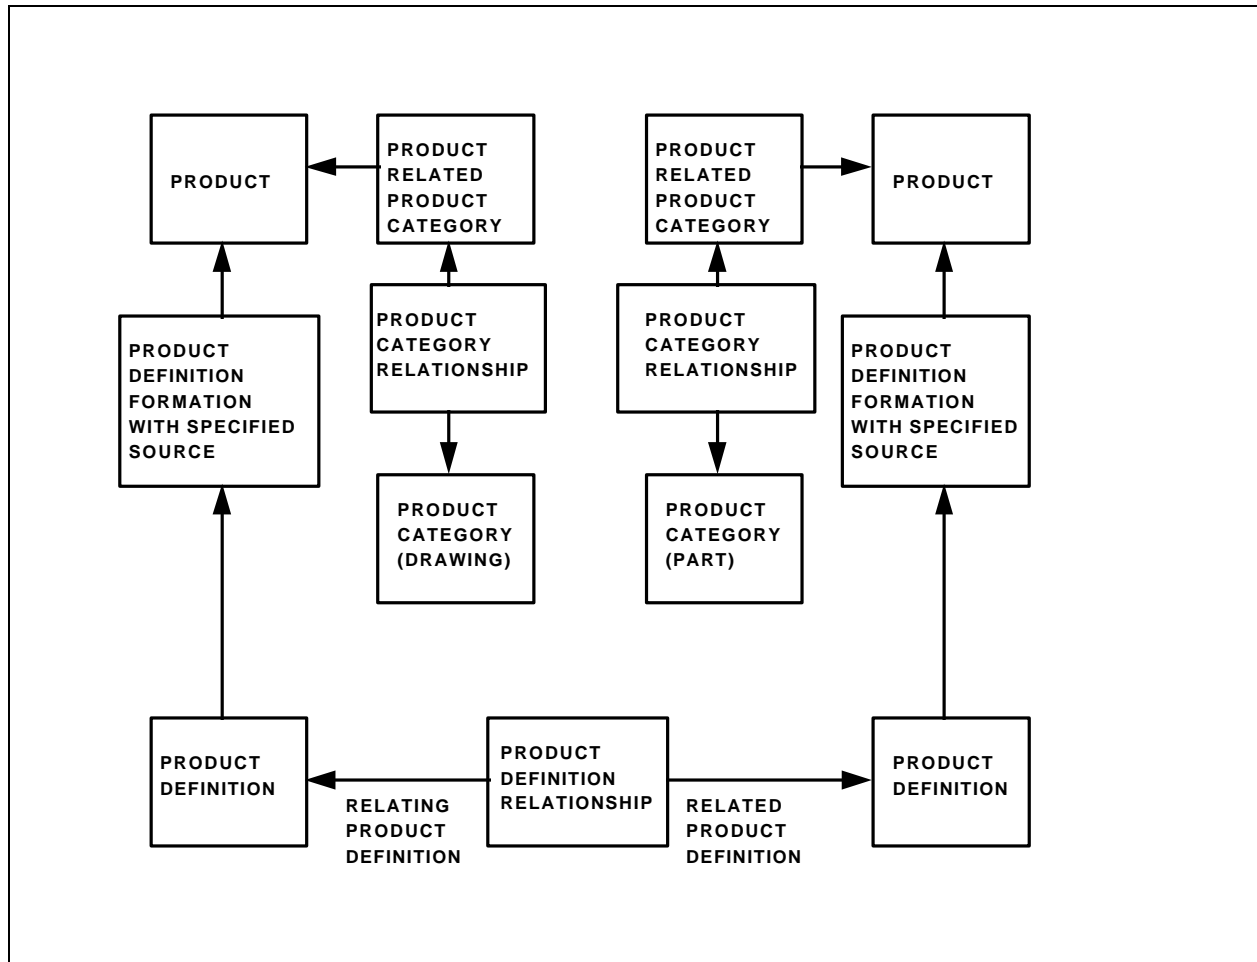 PRODUCT
PRODUCT
RELATED
PRODUCT
CATEGORY
PRODUCT
RELATED
PRODUCT
CATEGORY
PRODUCT
PRODUCT
DEFINITION
FORMATION
WITH SPECIFIED
SOURCE
PRODUCT
CATEGORY
RELATIONSHIP
PRODUCT
CATEGORY
RELATIONSHIP
PRODUCT
DEFINITION
FORMATION
WITH SPECIFIED
SOURCE
PRODUCT
CATEGORY
(DRAWING)
PRODUCT
CATEGORY
(PART)
PRODUCT
DEFINITION
RELATING
PRODUCT
DEFINITION
PRODUCT
DEFINITION
RELATIONSHIP
RELATED
PRODUCT
DEFINITION
PRODUCT
DEFINITION